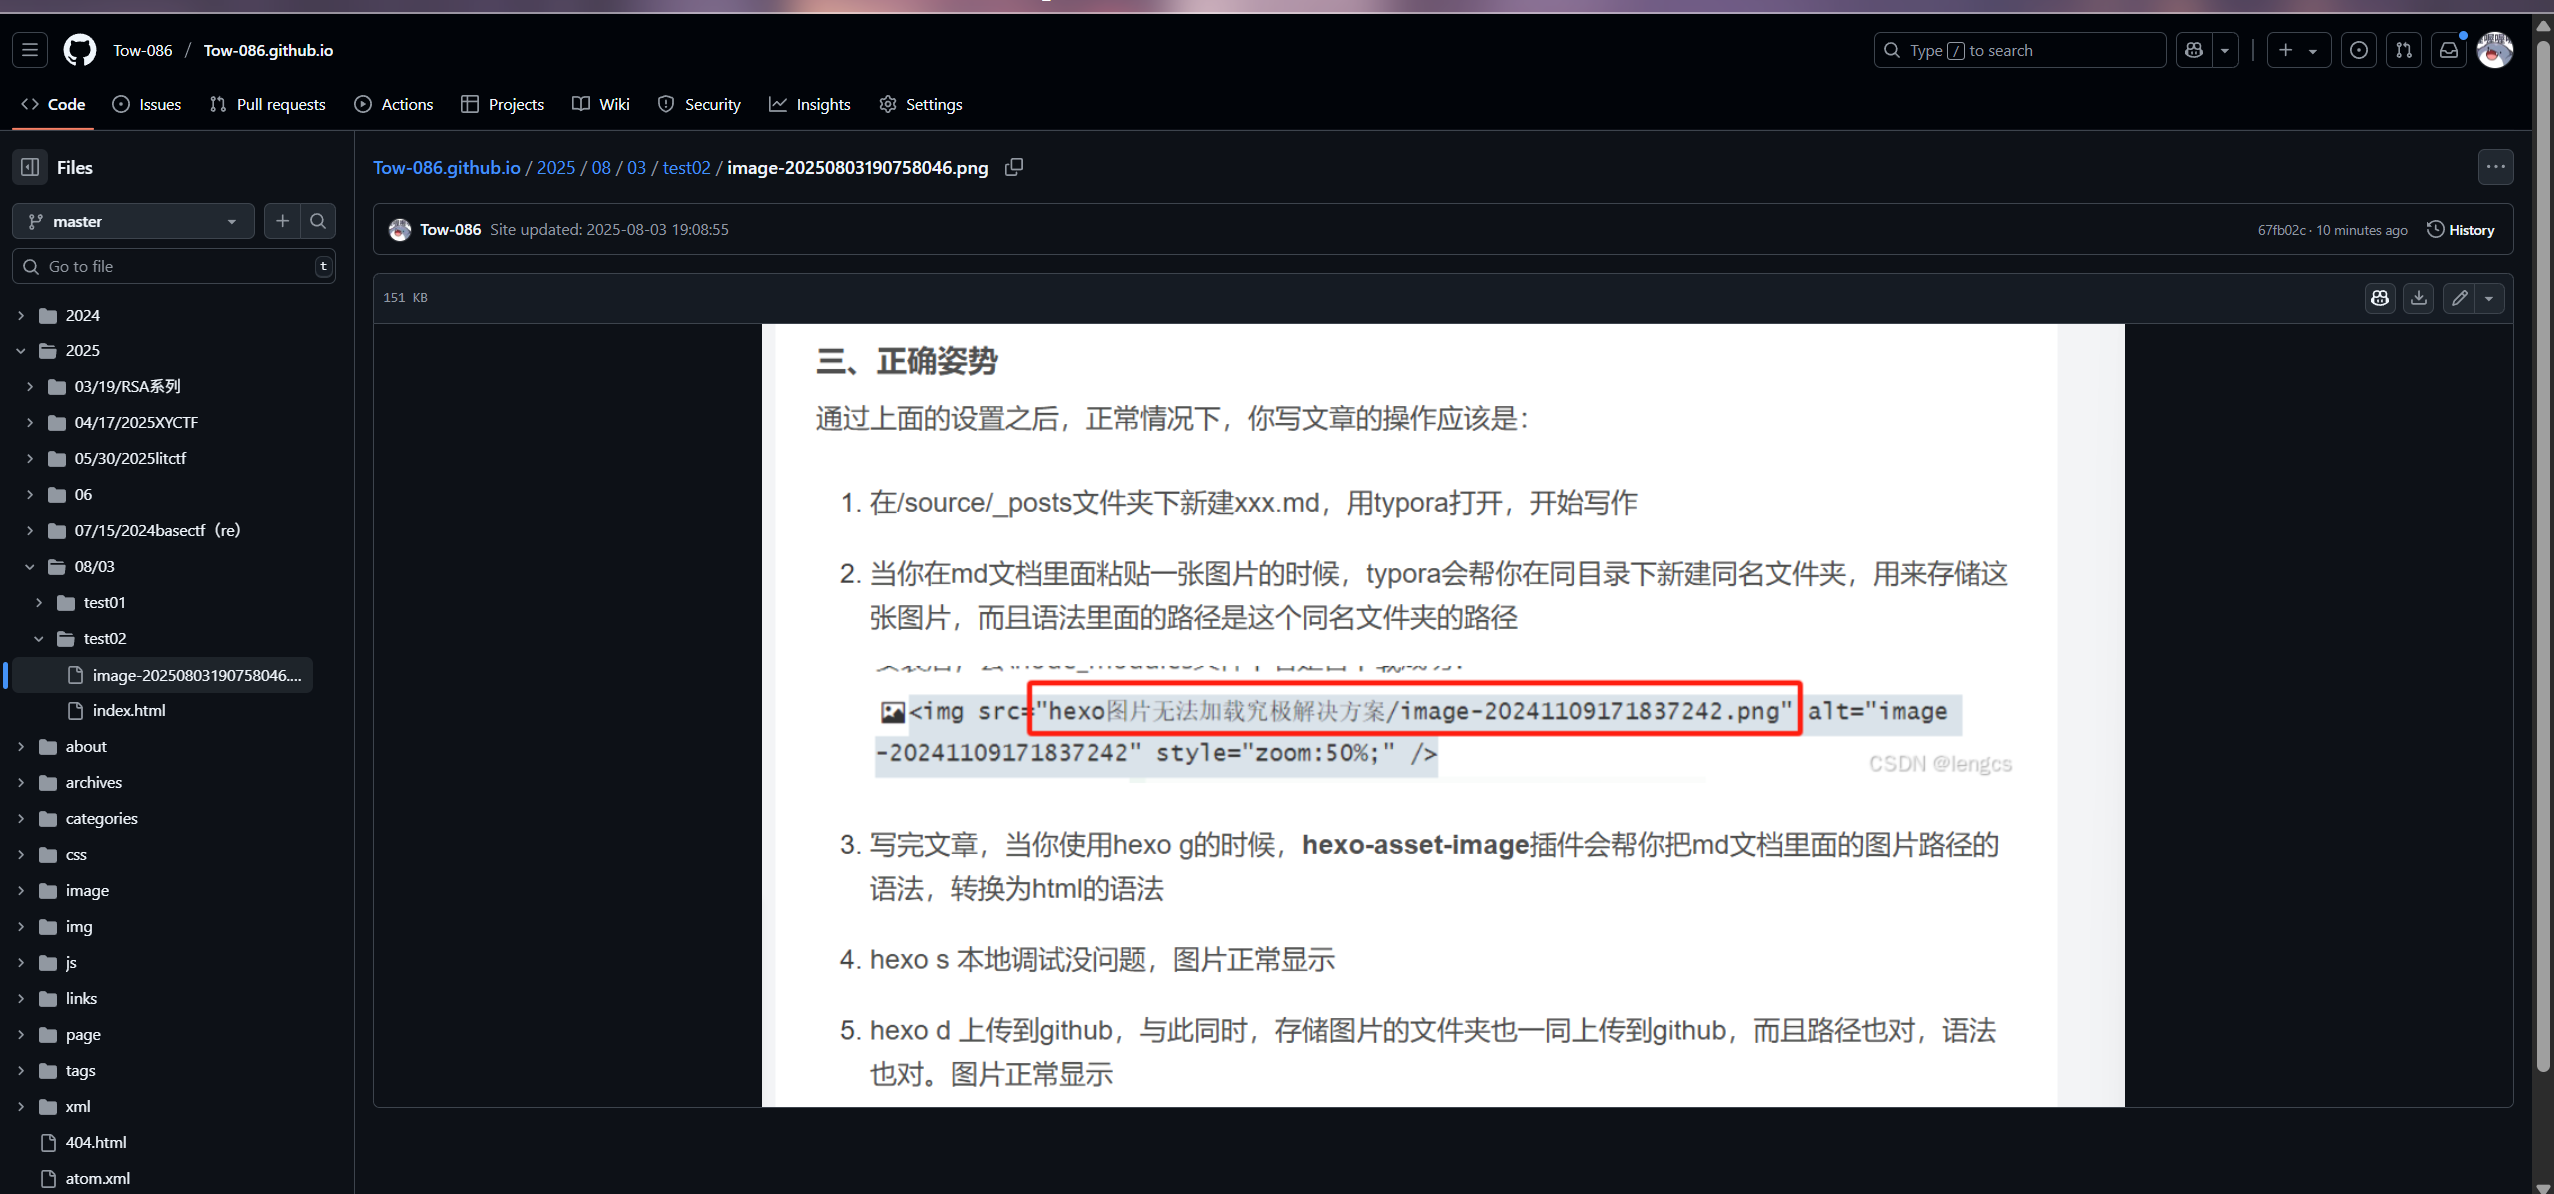 Tow-086 / Tow-086.github.io
Type / to search
Code Issues Pull requests Actions Projects Wiki Security Insights Settings
Files
master
Go to file
t
2024
2025
03/19/RSA系列
04/17/2025XYCTF
05/30/2025litctf
06
07/15/2024basectf（re）
08/03
test01
test02
image-20250803190758046....
index.html
about
archives
categories
css
image
img
js
links
page
tags
xml
404.html
atom.xml
Tow-086.github.io / 2025 / 08 / 03 / test02 / image-20250803190758046.png
Tow-086 Site updated: 2025-08-03 19:08:55
67fb02c · 10 minutes ago
History
151 KB
三、正确姿势
通过上面的设置之后，正常情况下，你写文章的操作应该是：
1. 在/source/_posts文件夹下新建xxx.md，用typora打开，开始写作
2. 当你在md文档里面粘贴一张图片的时候，typora会帮你在同目录下新建同名文件夹，用来存储这
张图片，而且语法里面的路径是这个同名文件夹的路径
<img src="hexo图片无法加载究极解决方案/image-20241109171837242.png" alt="image
-20241109171837242" style="zoom:50%;" />
CSDN @lengcs
3. 写完文章，当你使用hexo g的时候，hexo-asset-image插件会帮你把md文档里面的图片路径的
语法，转换为html的语法
4. hexo s 本地调试没问题，图片正常显示
5. hexo d 上传到github，与此同时，存储图片的文件夹也一同上传到github，而且路径也对，语法
也对。图片正常显示